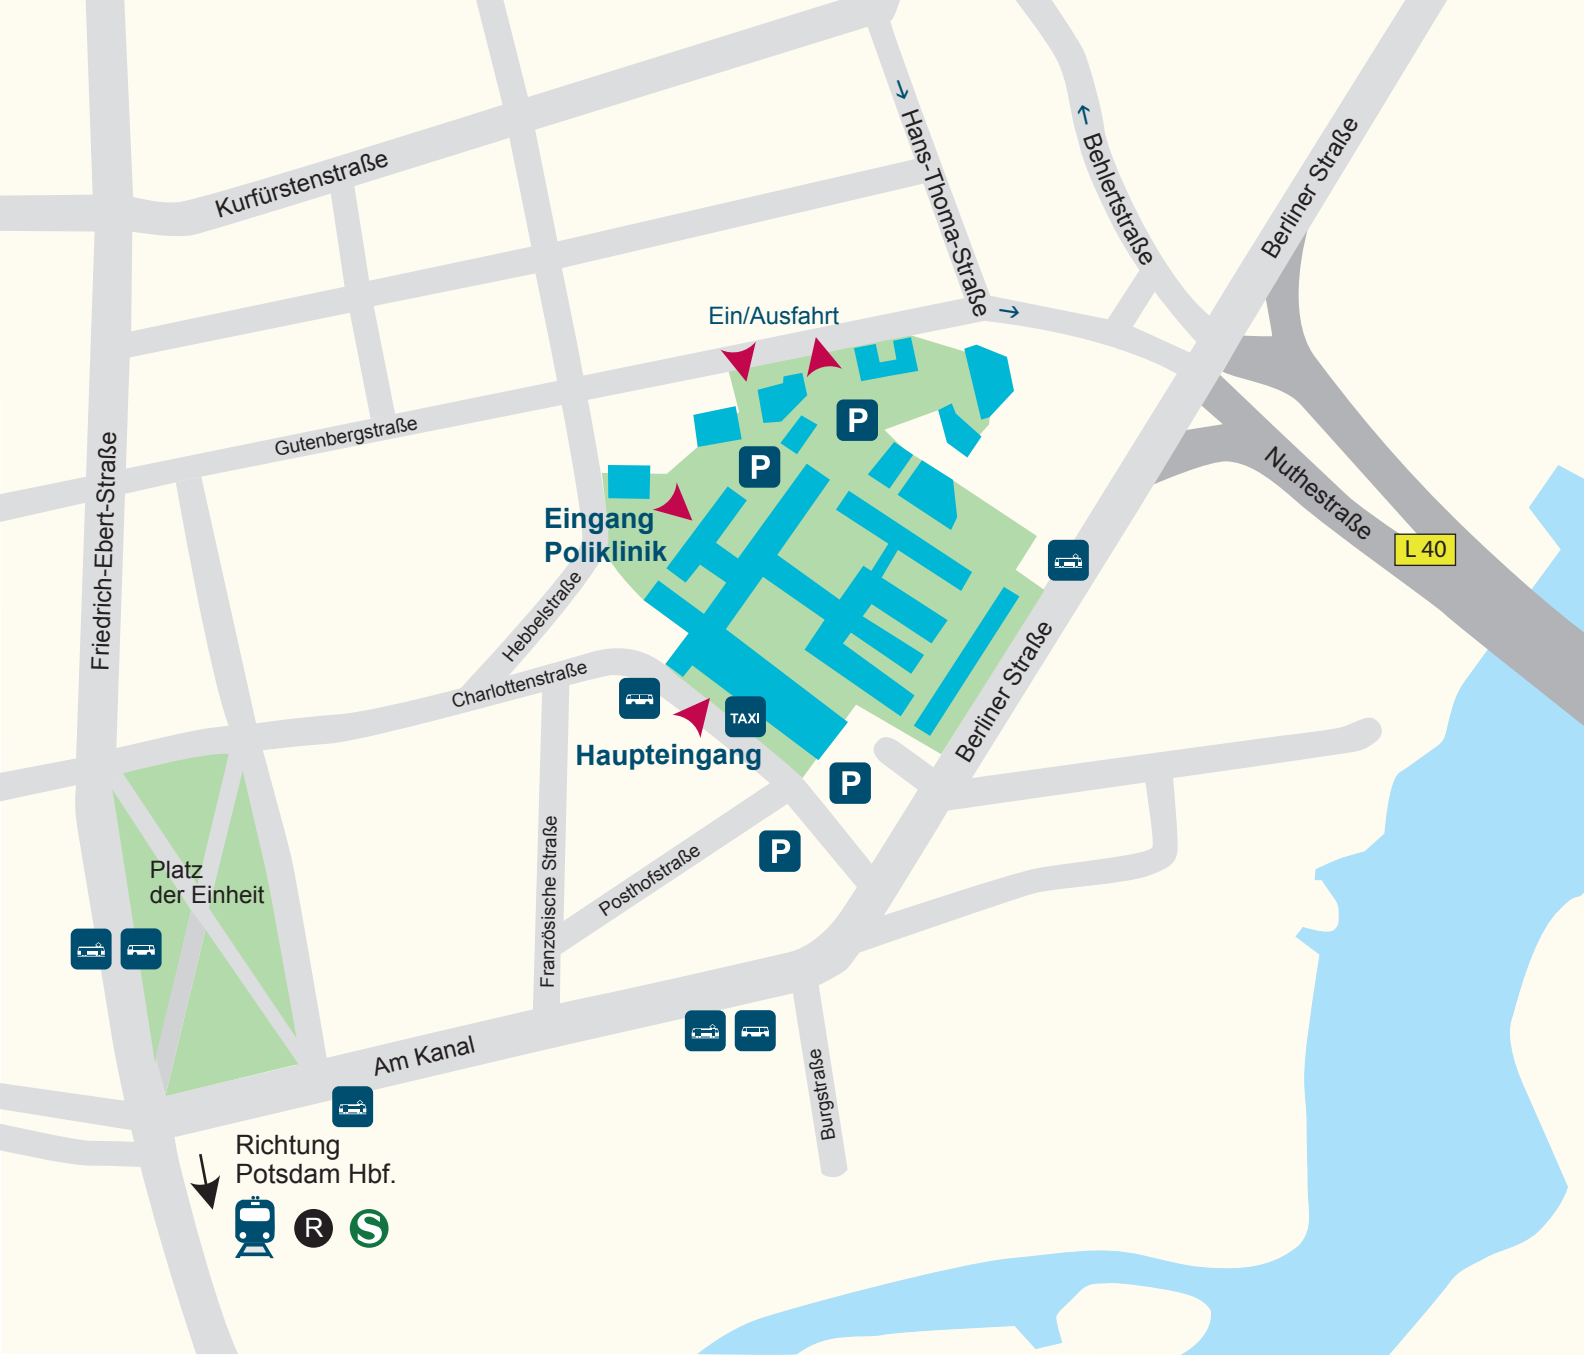 Kurfürstenstraße
Hans-Thoma-Straße
Behlertstraße
Berliner Straße
Ein/Ausfahrt
Gutenbergstraße
P
P
Friedrich-Ebert-Straße
Nuthestraße
L 40
Eingang
Poliklinik
Hebbelstraße
Charlottenstraße
Berliner Straße
TAXI
Haupteingang
P
P
Französische Straße
Posthofstraße
Platz
der Einheit
Am Kanal
Burgstraße
Richtung
Potsdam Hbf.
R
S